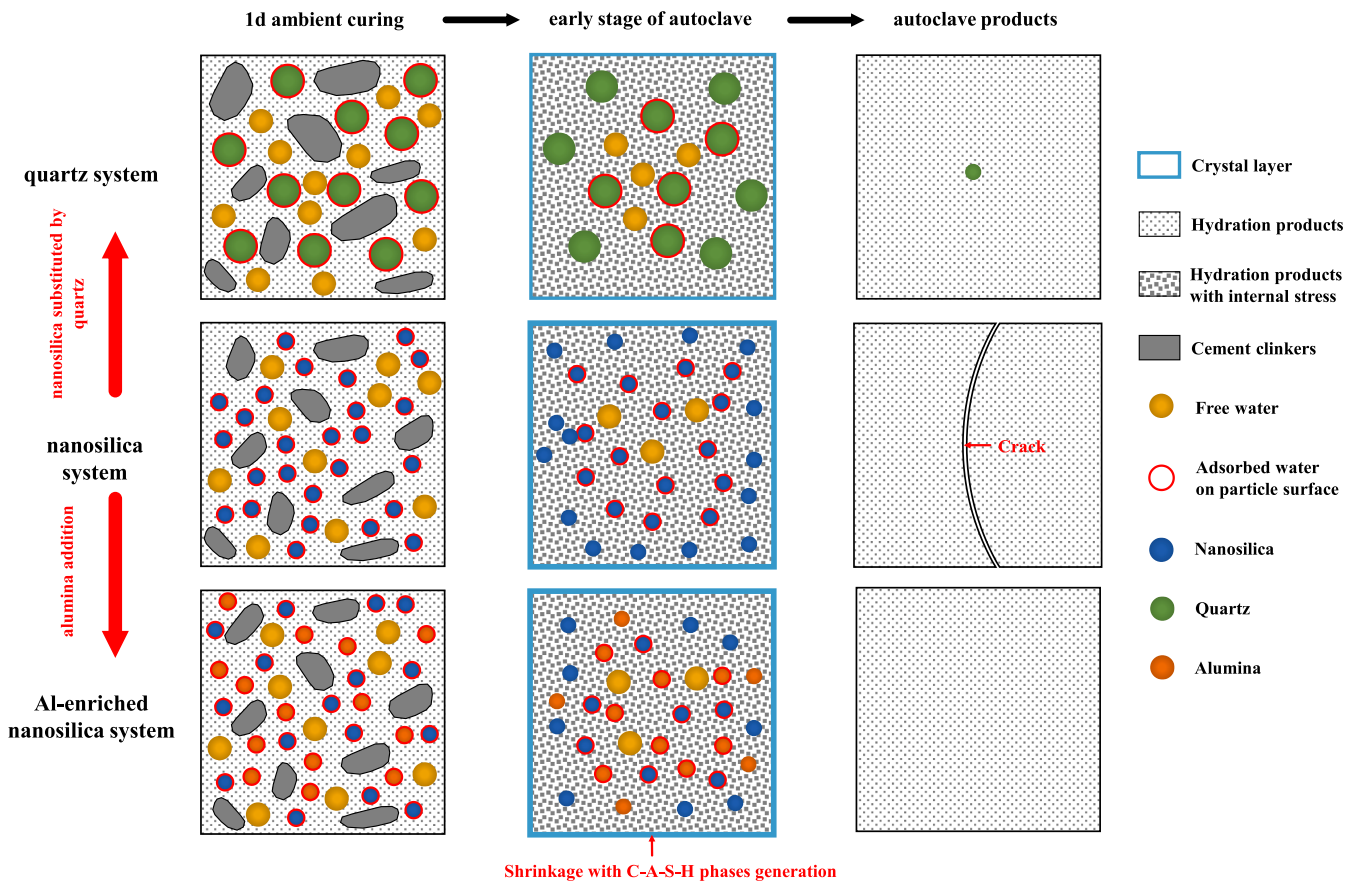 1d ambient curing
early stage of autoclave
autoclave products
quartz system
nanosilica substituted by
quartz
nanosilica
system
alumina addition
Al-enriched
nanosilica system
Crack
Shrinkage with C-A-S-H phases generation
Crystal layer
Hydration products
Hydration products
with internal stress
Cement clinkers
Free water
Adsorbed water
on particle surface
Nanosilica
Quartz
Alumina